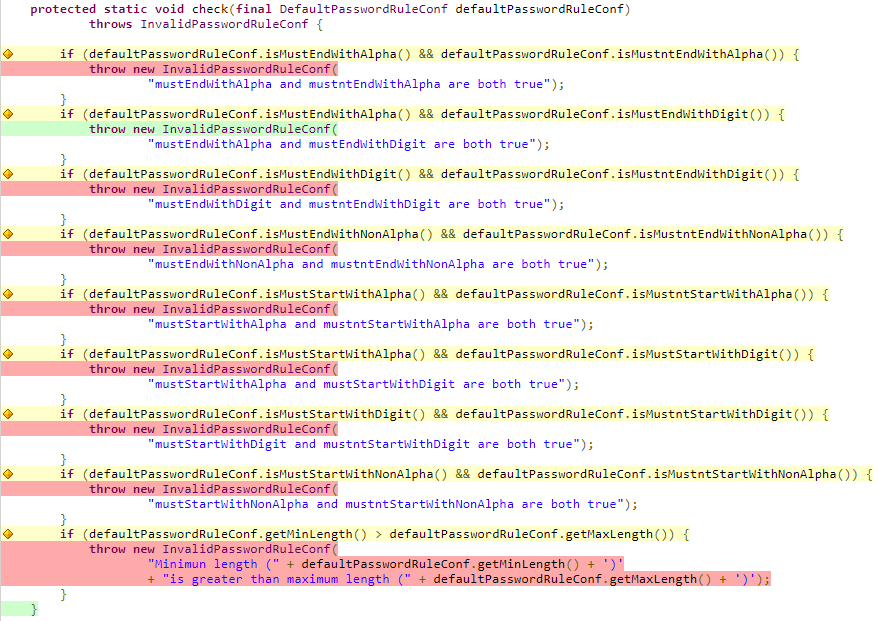 protected static void check(final DefaultPasswordRuleConf defaultPasswordRuleConf)
throws InvalidPasswordRuleConf {
if (defaultPasswordRuleConf.isMustEndWithAlpha() && defaultPasswordRuleConf.isMustntEndWithAlpha()) {
throw new InvalidPasswordRuleConf(
"mustEndWithAlpha and mustntEndWithAlpha are both true");
}
if (defaultPasswordRuleConf.isMustEndWithAlpha() && defaultPasswordRuleConf.isMustEndWithDigit()) {
throw new InvalidPasswordRuleConf(
"mustEndWithAlpha and mustEndWithDigit are both true");
}
if (defaultPasswordRuleConf.isMustEndWithDigit() && defaultPasswordRuleConf.isMustntEndWithDigit()) {
throw new InvalidPasswordRuleConf(
"mustEndWithDigit and mustntEndWithDigit are both true");
}
if (defaultPasswordRuleConf.isMustEndWithNonAlpha() && defaultPasswordRuleConf.isMustntEndWithNonAlpha()) {
throw new InvalidPasswordRuleConf(
"mustEndWithNonAlpha and mustntEndWithNonAlpha are both true");
}
if (defaultPasswordRuleConf.isMustStartWithAlpha() && defaultPasswordRuleConf.isMustntStartWithAlpha()) {
throw new InvalidPasswordRuleConf(
"mustStartWithAlpha and mustntStartWithAlpha are both true");
}
if (defaultPasswordRuleConf.isMustStartWithAlpha() && defaultPasswordRuleConf.isMustStartWithDigit()) {
throw new InvalidPasswordRuleConf(
"mustStartWithAlpha and mustStartWithDigit are both true");
}
if (defaultPasswordRuleConf.isMustStartWithDigit() && defaultPasswordRuleConf.isMustntStartWithDigit()) {
throw new InvalidPasswordRuleConf(
"mustStartWithDigit and mustntStartWithDigit are both true");
}
if (defaultPasswordRuleConf.isMustStartWithNonAlpha() && defaultPasswordRuleConf.isMustntStartWithNonAlpha()) {
throw new InvalidPasswordRuleConf(
"mustStartWithNonAlpha and mustntStartWithNonAlpha are both true");
}
if (defaultPasswordRuleConf.getMinLength() > defaultPasswordRuleConf.getMaxLength()) {
throw new InvalidPasswordRuleConf(
"Minimun length (" + defaultPasswordRuleConf.getMinLength() + ')'
+ "is greater than maximum length (" + defaultPasswordRuleConf.getMaxLength() + ')');
}
}